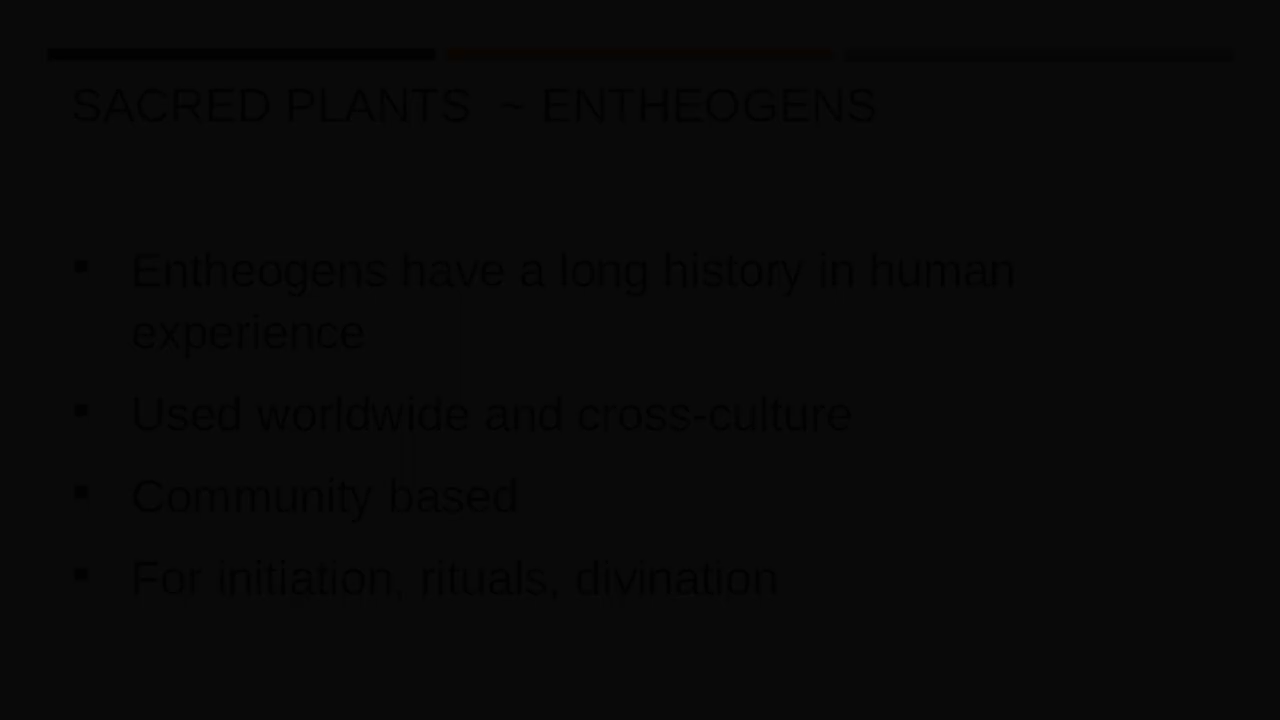 SACRED PLANTS ~ ENTHEOGENS
▪ Entheogens have a long history in human
experience
▪ Used worldwide and cross-culture
▪ Community based
▪ For initiation, rituals, divination